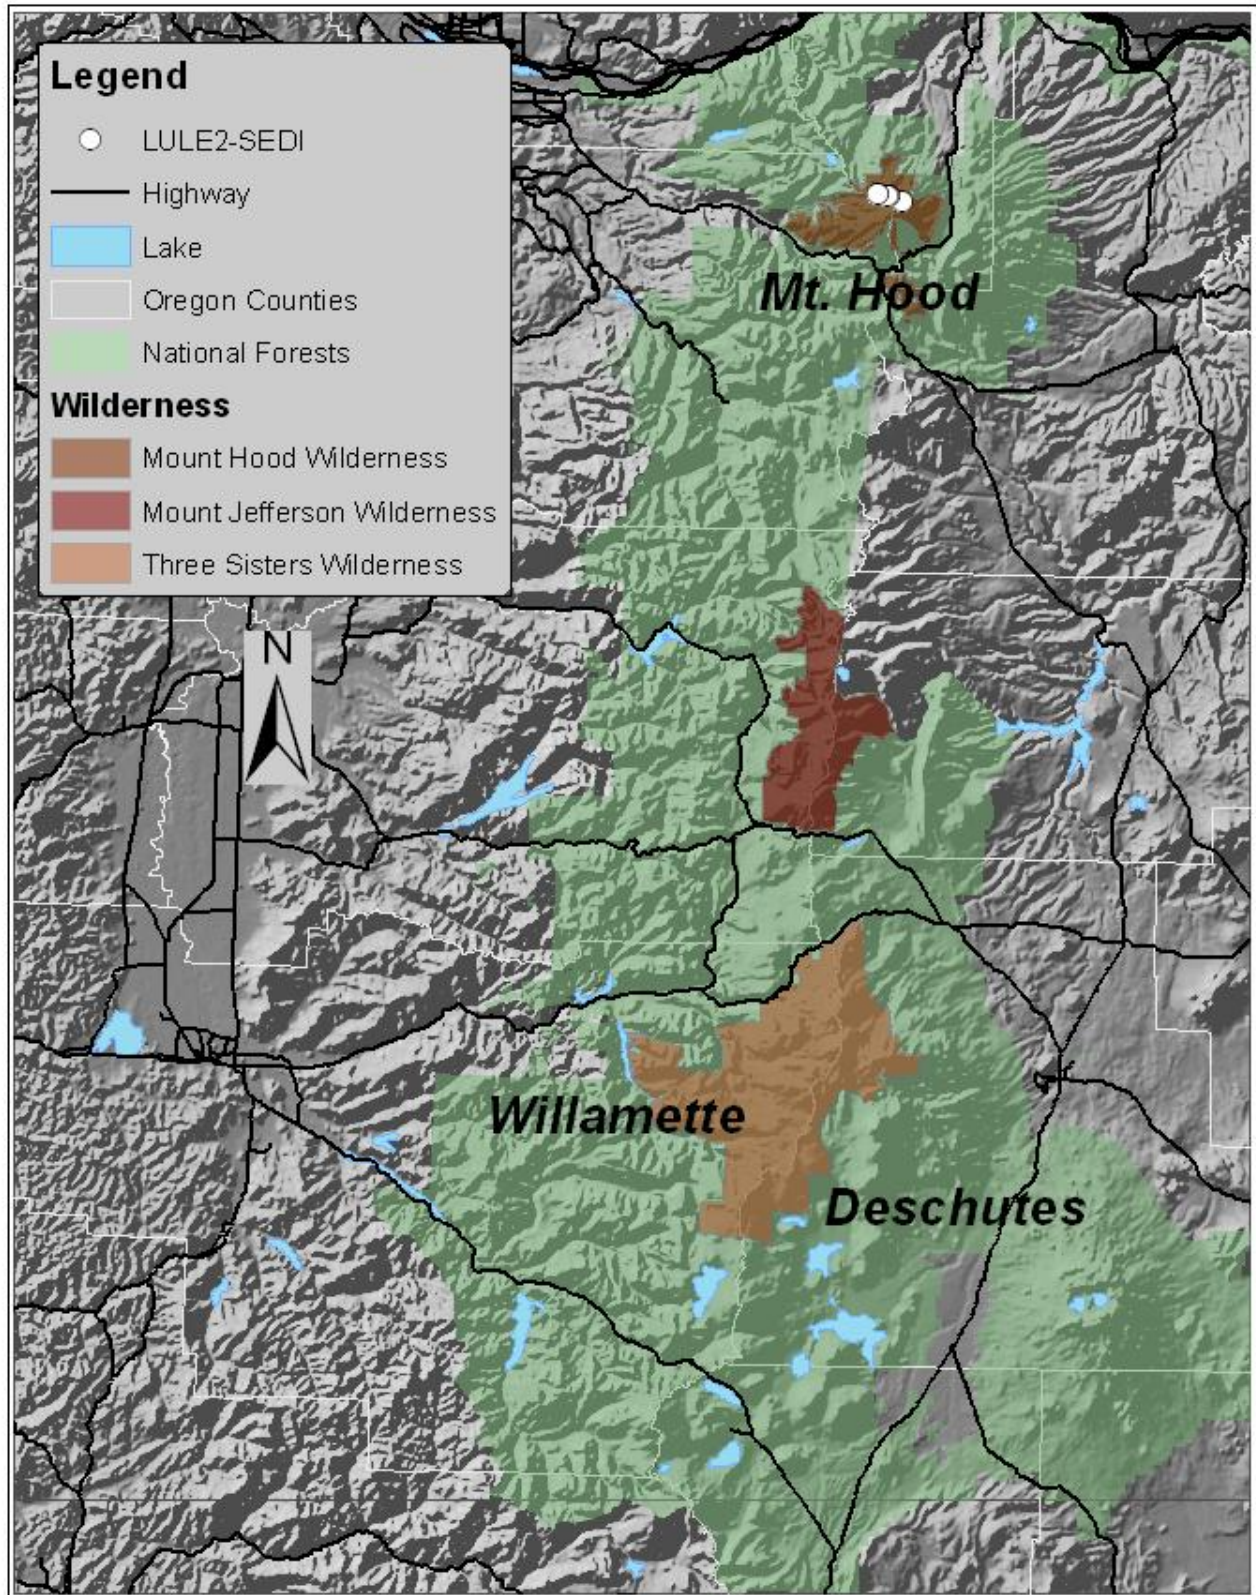 Legend
LULE2-SEDI
Highway
Lake
Oregon Counties
National Forests
Wilderness
Mount Hood Wilderness
Mount Jefferson Wilderness
Three Sisters Wilderness
N
Mt. Hood
Willamette
Deschutes